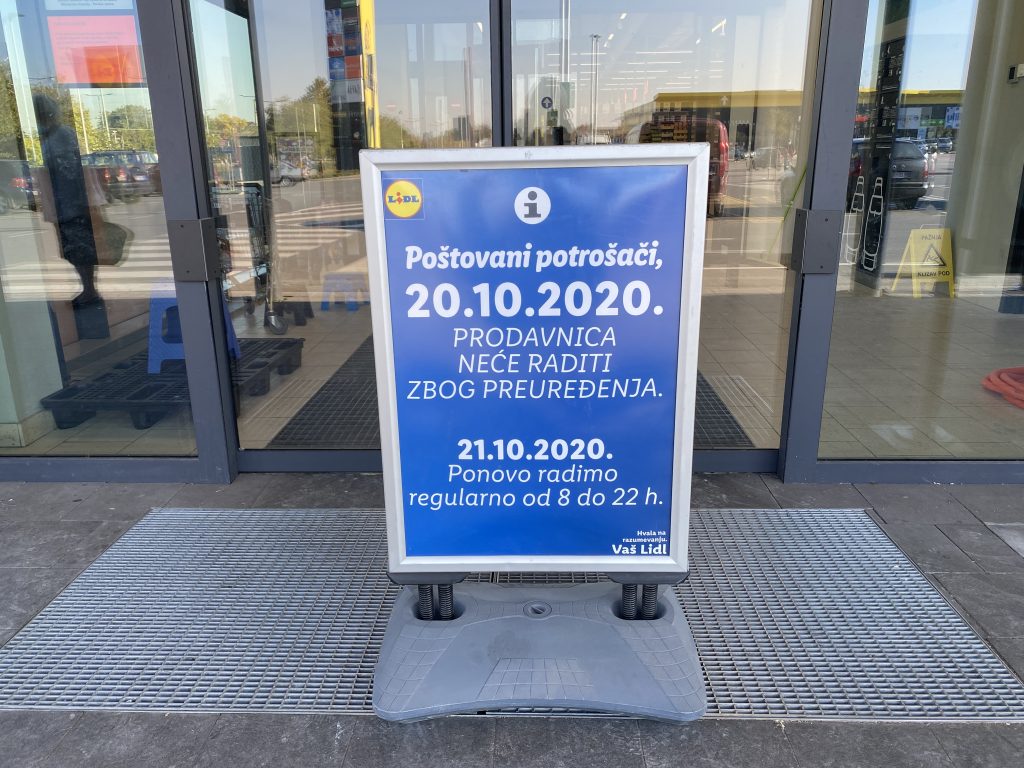 LIDL
i
Poštovani potrošači,
20.10.2020.
PRODAVNICA
NEĆE RADITI
ZBOG PREUREĐENJA.
21.10.2020.
Ponovo radimo
regularno od 8 do 22 h.
Hvala na
razumevanju.
Vaš Lidl
PAŽNJA
KLIZAV POD